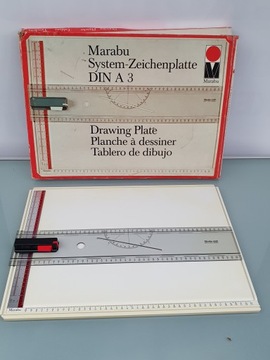 Marabu
System-Zeichenplatte
DIN A 3
Marabu
Drawing Plate
Planche à dessiner
Tablero de dibujo